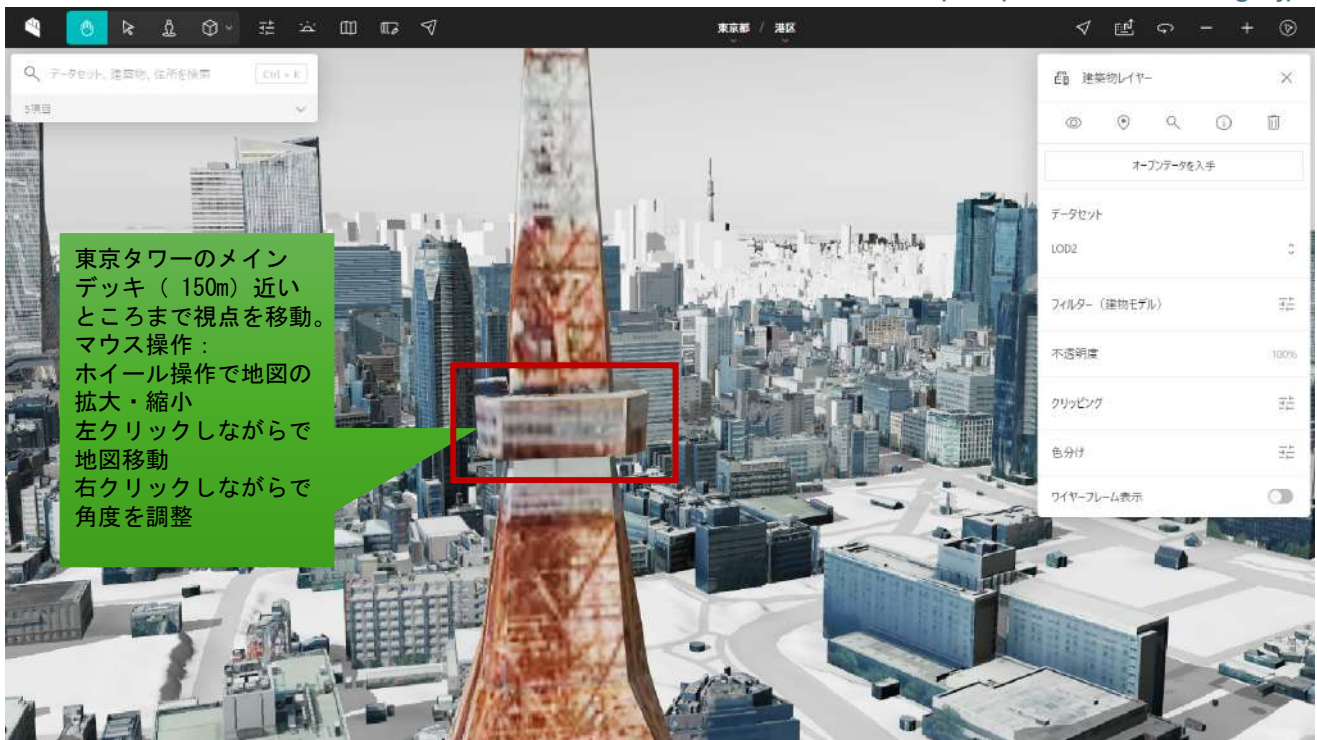 東京都 / 港区
データセット、建築物、住所を検索
Ctrl + K
5項目
東京タワーのメイン
デッキ（ 150m）近い
ところまで視点を移動。
マウス操作：
ホイール操作で地図の
拡大・縮小
左クリックしながらで
地図移動
右クリックしながらで
角度を調整
建築物レイヤー
オープンデータを入手
データセット
LOD2
フィルター（建物モデル）
不透明度
100%
クリッピング
色分け
ワイヤーフレーム表示